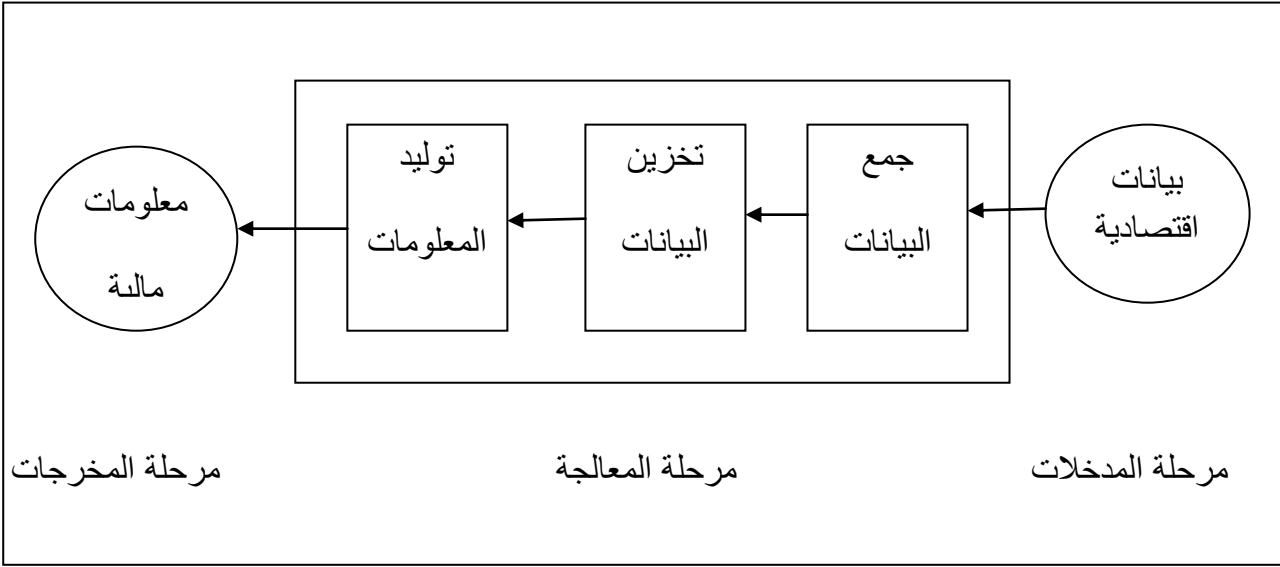 بيانات
اقتصادية
جمع
البيانات
تخزين
البيانات
توليد
المعلومات
معلومات
مالية
مرحلة المدخلات
مرحلة المعالجة
مرحلة المخرجات